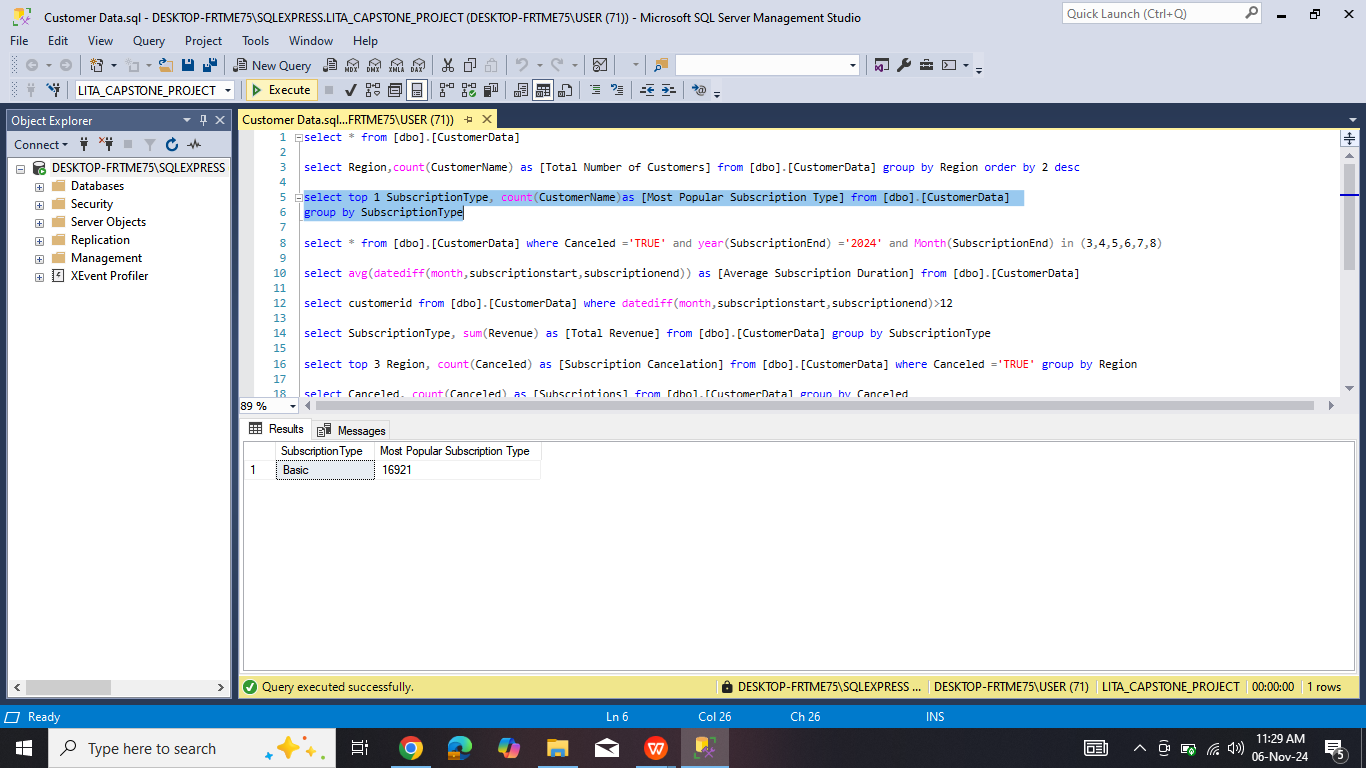 Customer Data.sql - DESKTOP-FRTME75\SQLEXPRESS.LITA_CAPSTONE_PROJECT (DESKTOP-FRTME75\USER (71)) - Microsoft SQL Server Management Studio
Quick Launch (Ctrl+Q)
File Edit View Query Project Tools Window Help
New Query MDX DMX XMLA DAX
LITA_CAPSTONE_PROJECT Execute
Object Explorer
Customer Data.sql...FRTME75\USER (71))
Connect
DESKTOP-FRTME75\SQLEXPRESS
Databases
Security
Server Objects
Replication
Management
XEvent Profiler
1 select * from [dbo].[CustomerData]
2
3 select Region,count(CustomerName) as [Total Number of Customers] from [dbo].[CustomerData] group by Region order by 2 desc
4
5 select top 1 SubscriptionType, count(CustomerName)as [Most Popular Subscription Type] from [dbo].[CustomerData]
6 group by SubscriptionType
7
8 select * from [dbo].[CustomerData] where Canceled ='TRUE' and year(SubscriptionEnd) ='2024' and Month(SubscriptionEnd) in (3,4,5,6,7,8)
9
10 select avg(datediff(month,subscriptionstart,subscriptionend)) as [Average Subscription Duration] from [dbo].[CustomerData]
11
12 select customerid from [dbo].[CustomerData] where datediff(month,subscriptionstart,subscriptionend)>12
13
14 select SubscriptionType, sum(Revenue) as [Total Revenue] from [dbo].[CustomerData] group by SubscriptionType
15
16 select top 3 Region, count(Canceled) as [Subscription Cancelation] from [dbo].[CustomerData] where Canceled ='TRUE' group by Region
17
18 select Canceled, count(Canceled) as [Subscriptions] from [dbo].[CustomerData] group by Canceled
89 %
Results Messages
SubscriptionType Most Popular Subscription Type
1 Basic 16921
Query executed successfully. DESKTOP-FRTME75\SQLEXPRESS ... DESKTOP-FRTME75\USER (71) LITA_CAPSTONE_PROJECT 00:00:00 1 rows
Ready Ln 6 Col 26 Ch 26 INS
Type here to search
11:29 AM
06-Nov-24
5